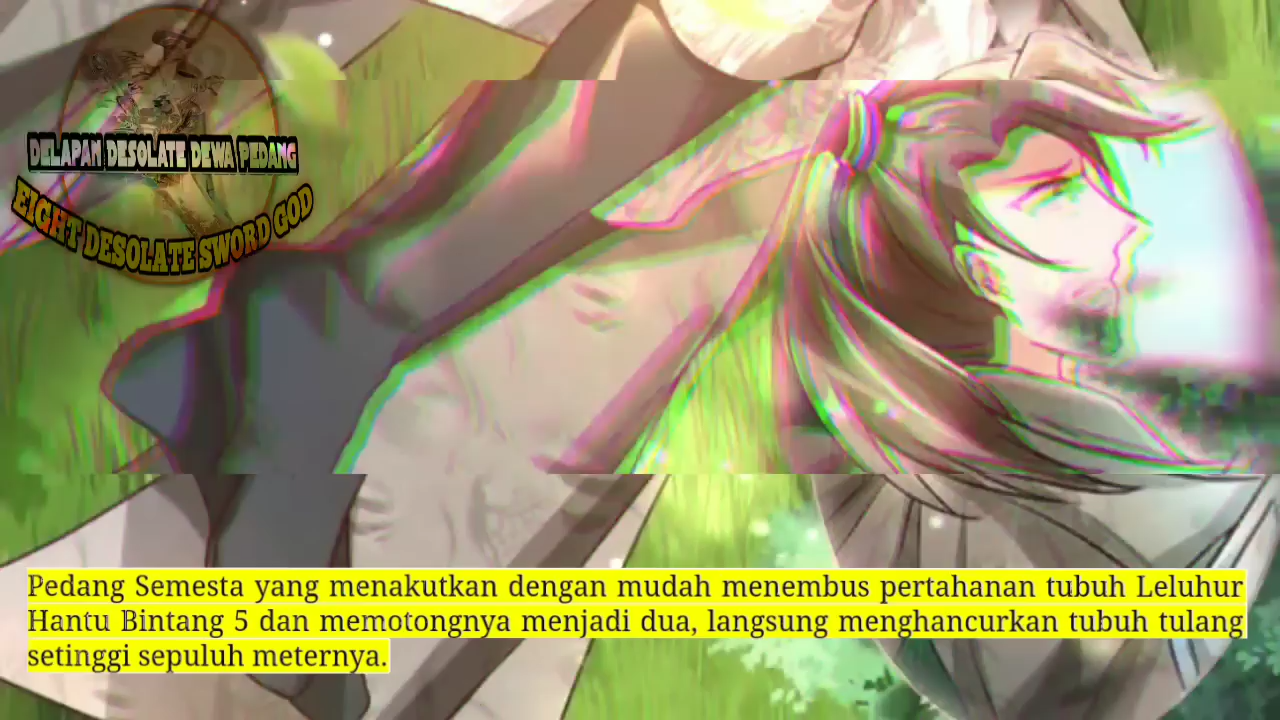 DELAPAN DESOLATE DEWA PEDANG
EIGHT DESOLATE SWORD GOD
Pedang Semesta yang menakutkan dengan mudah menembus pertahanan tubuh Leluhur
Hantu Bintang 5 dan memotongnya menjadi dua, langsung menghancurkan tubuh tulang
setinggi sepuluh meternya.